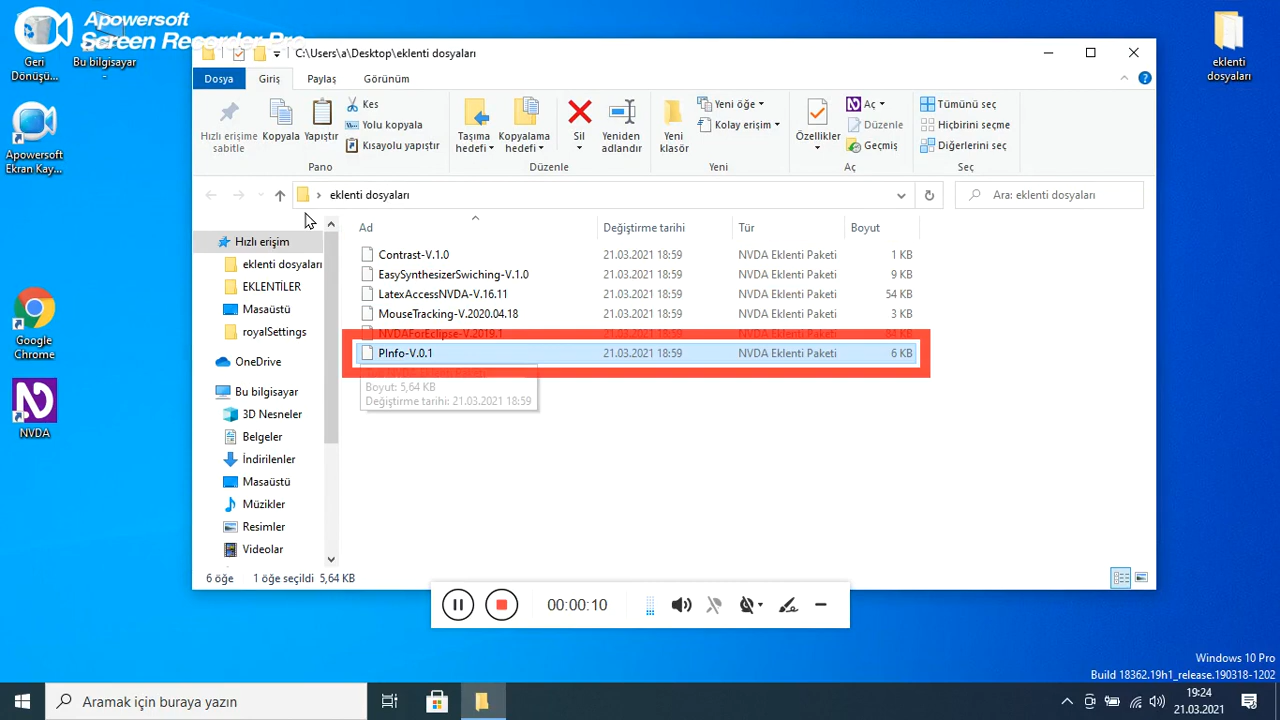 Apowersoft
Screen Recorder Pro
Geri
Dönüşü...
Bu bilgisayar
-
Apowersoft
Ekran Kay...
Google
Chrome
NVDA
eklenti
dosyaları
C:\Users\a\Desktop\eklenti dosyaları
Dosya
Giriş
Paylaş
Görünüm
Hızlı erişime
sabitle
Kopyala
Yapıştır
Kes
Yolu kopyala
Kısayolu yapıştır
Pano
Taşıma
hedefi
Kopyalama
hedefi
Sil
Yeniden
adlandır
Düzenle
Yeni
klasör
Yeni öğe
Kolay erişim
Yeni
Özellikler
Aç
Düzenle
Geçmiş
Aç
Tümünü seç
Hiçbirini seçme
Diğerlerini seç
Seç
eklenti dosyaları
Ara: eklenti dosyaları
Hızlı erişim
eklenti dosyaları
EKLENTİLER
Masaüstü
royalSettings
OneDrive
Bu bilgisayar
3D Nesneler
Belgeler
İndirilenler
Masaüstü
Müzikler
Resimler
Videolar
Ad Değiştirme tarihi Tür Boyut
Contrast-V.1.0 21.03.2021 18:59 NVDA Eklenti Paketi 1 KB
EasySynthesizerSwiching-V.1.0 21.03.2021 18:59 NVDA Eklenti Paketi 9 KB
LatexAccessNVDA-V.16.11 21.03.2021 18:59 NVDA Eklenti Paketi 54 KB
MouseTracking-V.2020.04.18 21.03.2021 18:59 NVDA Eklenti Paketi 3 KB
NVDAForEclipse-V.2019.1 21.03.2021 18:59 NVDA Eklenti Paketi 84 KB
PInfo-V.0.1 21.03.2021 18:59 NVDA Eklenti Paketi 6 KB
Boyut: 5,64 KB
Değiştirme tarihi: 21.03.2021 18:59
6 öğe 1 öğe seçildi 5,64 KB
00:00:10
Windows 10 Pro
Build 18362.19h1_release.190318-1202
Aramak için buraya yazın
19:24
21.03.2021